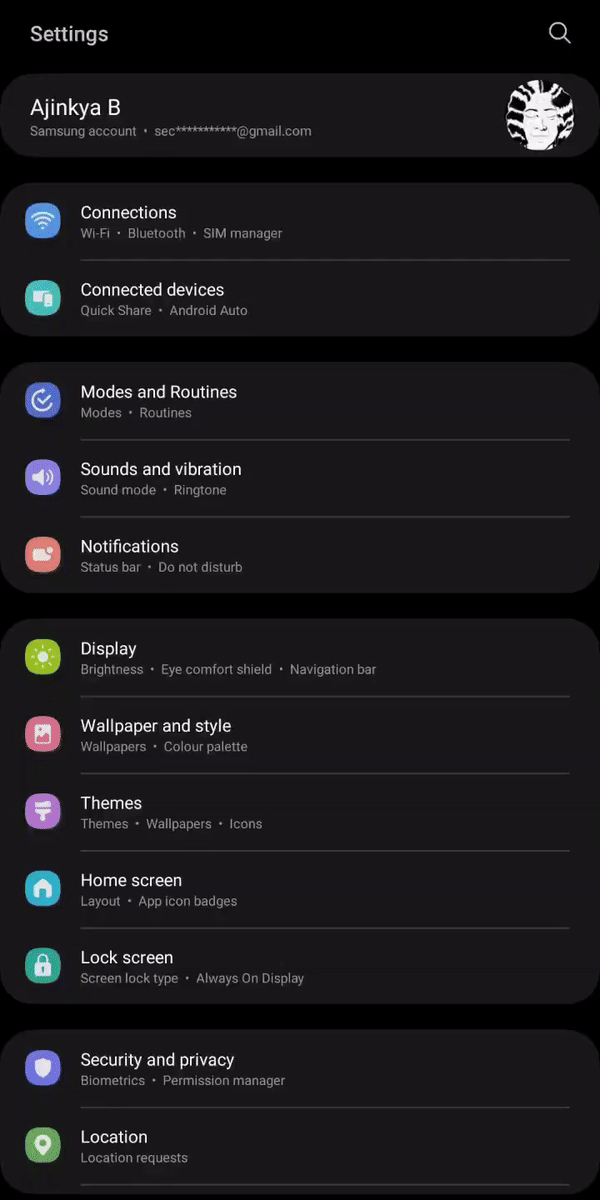 Settings
Ajinkya B
Samsung account • sec***********@gmail.com
Connections
Wi-Fi • Bluetooth • SIM manager
Connected devices
Quick Share • Android Auto
Modes and Routines
Modes • Routines
Sounds and vibration
Sound mode • Ringtone
Notifications
Status bar • Do not disturb
Display
Brightness • Eye comfort shield • Navigation bar
Wallpaper and style
Wallpapers • Colour palette
Themes
Themes • Wallpapers • Icons
Home screen
Layout • App icon badges
Lock screen
Screen lock type • Always On Display
Security and privacy
Biometrics • Permission manager
Location
Location requests